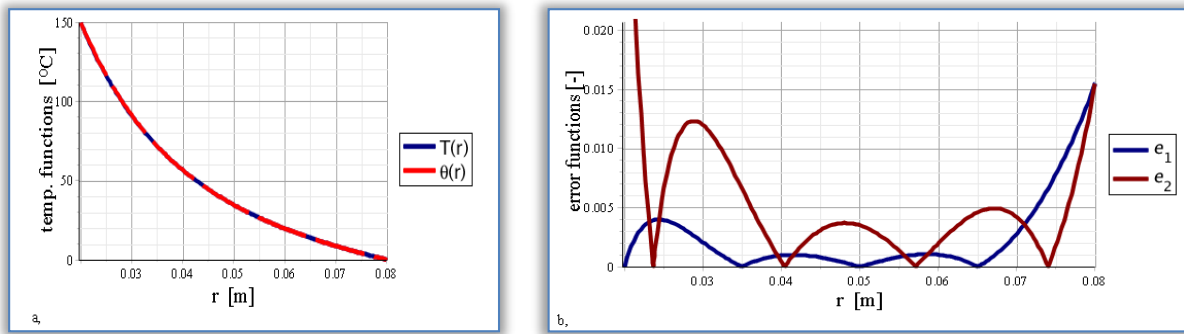 temp. functions [°C]
150
100
50
0
0.03 0.04 0.05 0.06 0.07 0.08
r [m]
T(r)
θ(r)
a,
error functions [-]
0.020
0.015
0.010
0.005
0
0.03 0.04 0.05 0.06 0.07 0.08
r [m]
e₁
e₂
b,